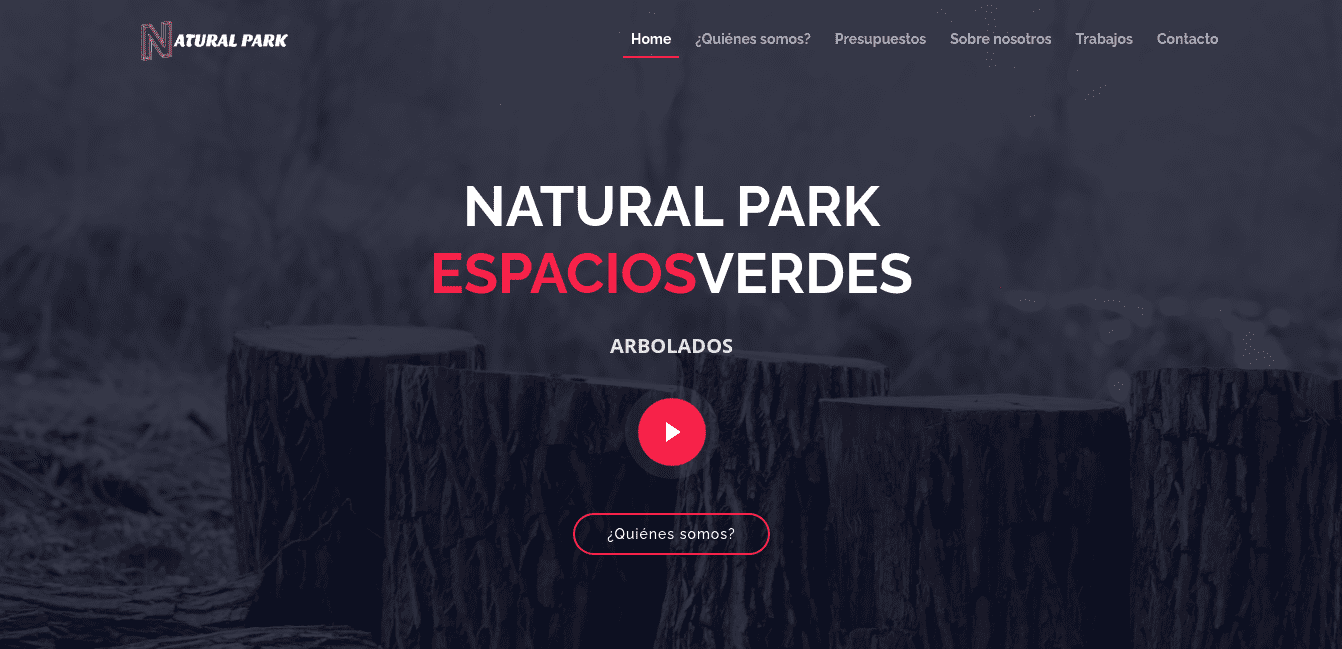 NATURAL PARK
Home ¿Quiénes somos? Presupuestos Sobre nosotros Trabajos Contacto
NATURAL PARK
ESPACIOSVERDES
ARBOLADOS
¿Quiénes somos?